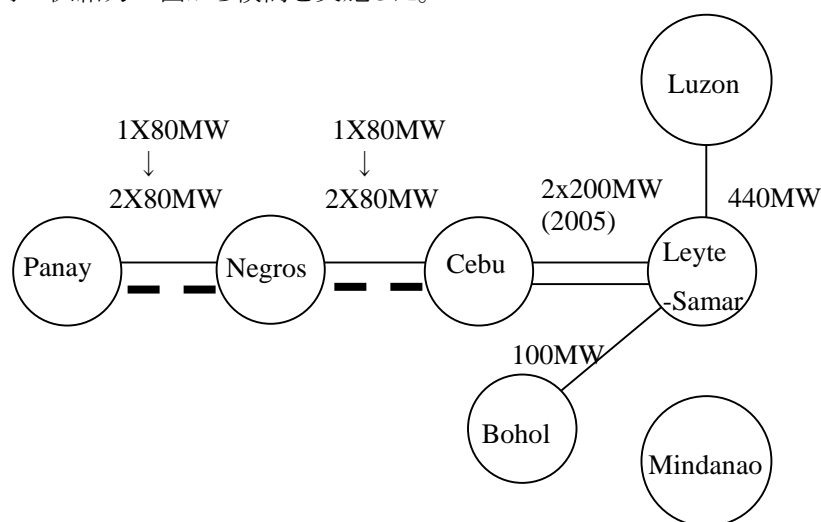 Luzon
1X80MW
↓
2X80MW
1X80MW
↓
2X80MW
2x200MW
(2005)
440MW
Panay
Negros
Cebu
Leyte
-Samar
100MW
Bohol
Mindanao